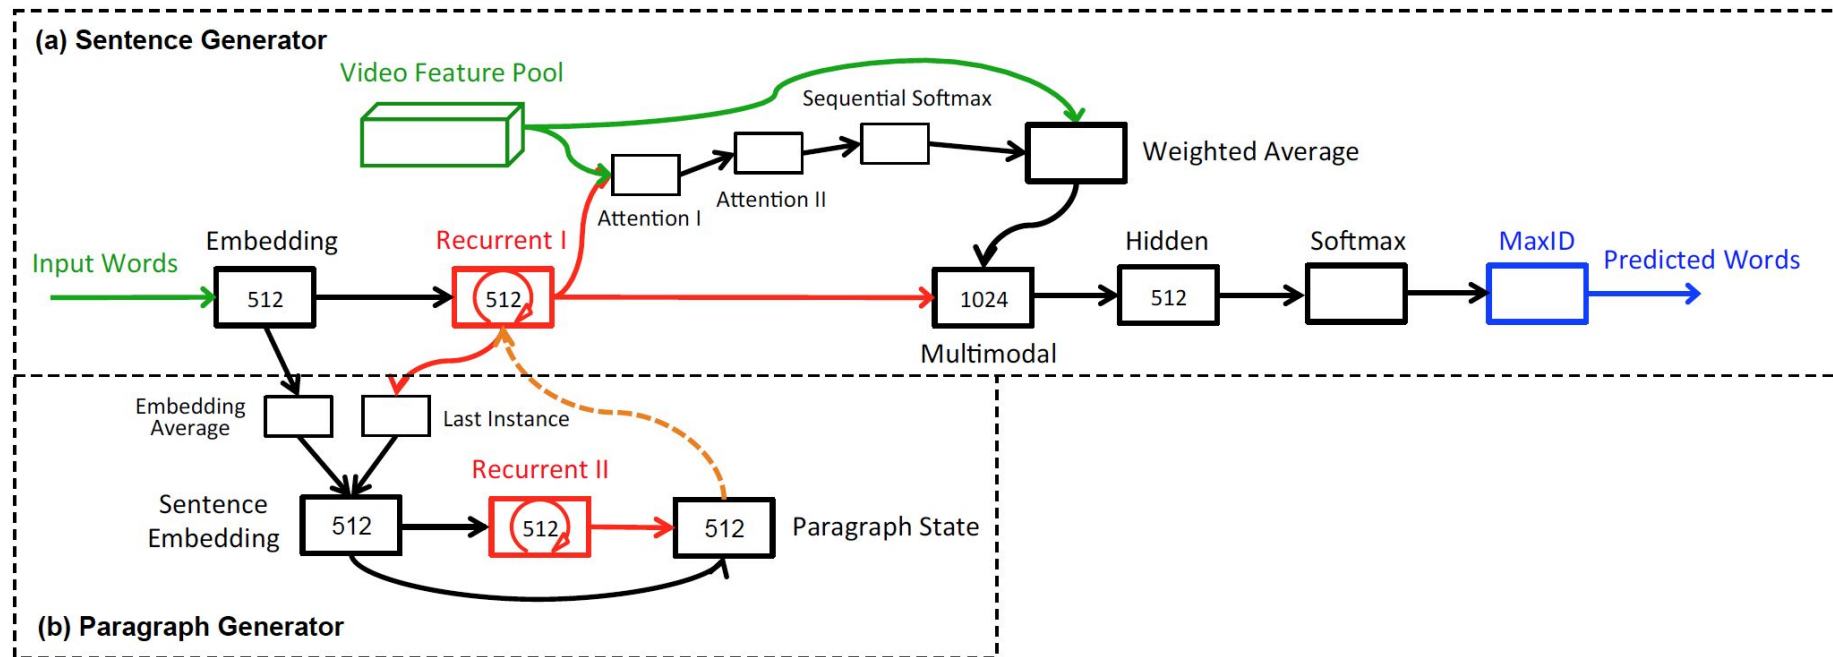 (a) Sentence Generator
Video Feature Pool
Sequential Softmax
Weighted Average
Attention II
Attention I
Input Words
Embedding
512
Recurrent I
512
1024
Multimodal
Hidden
512
Softmax
MaxID
Predicted Words
Embedding
Average
Last Instance
Sentence
Embedding
512
Recurrent II
512
512
Paragraph State
(b) Paragraph Generator